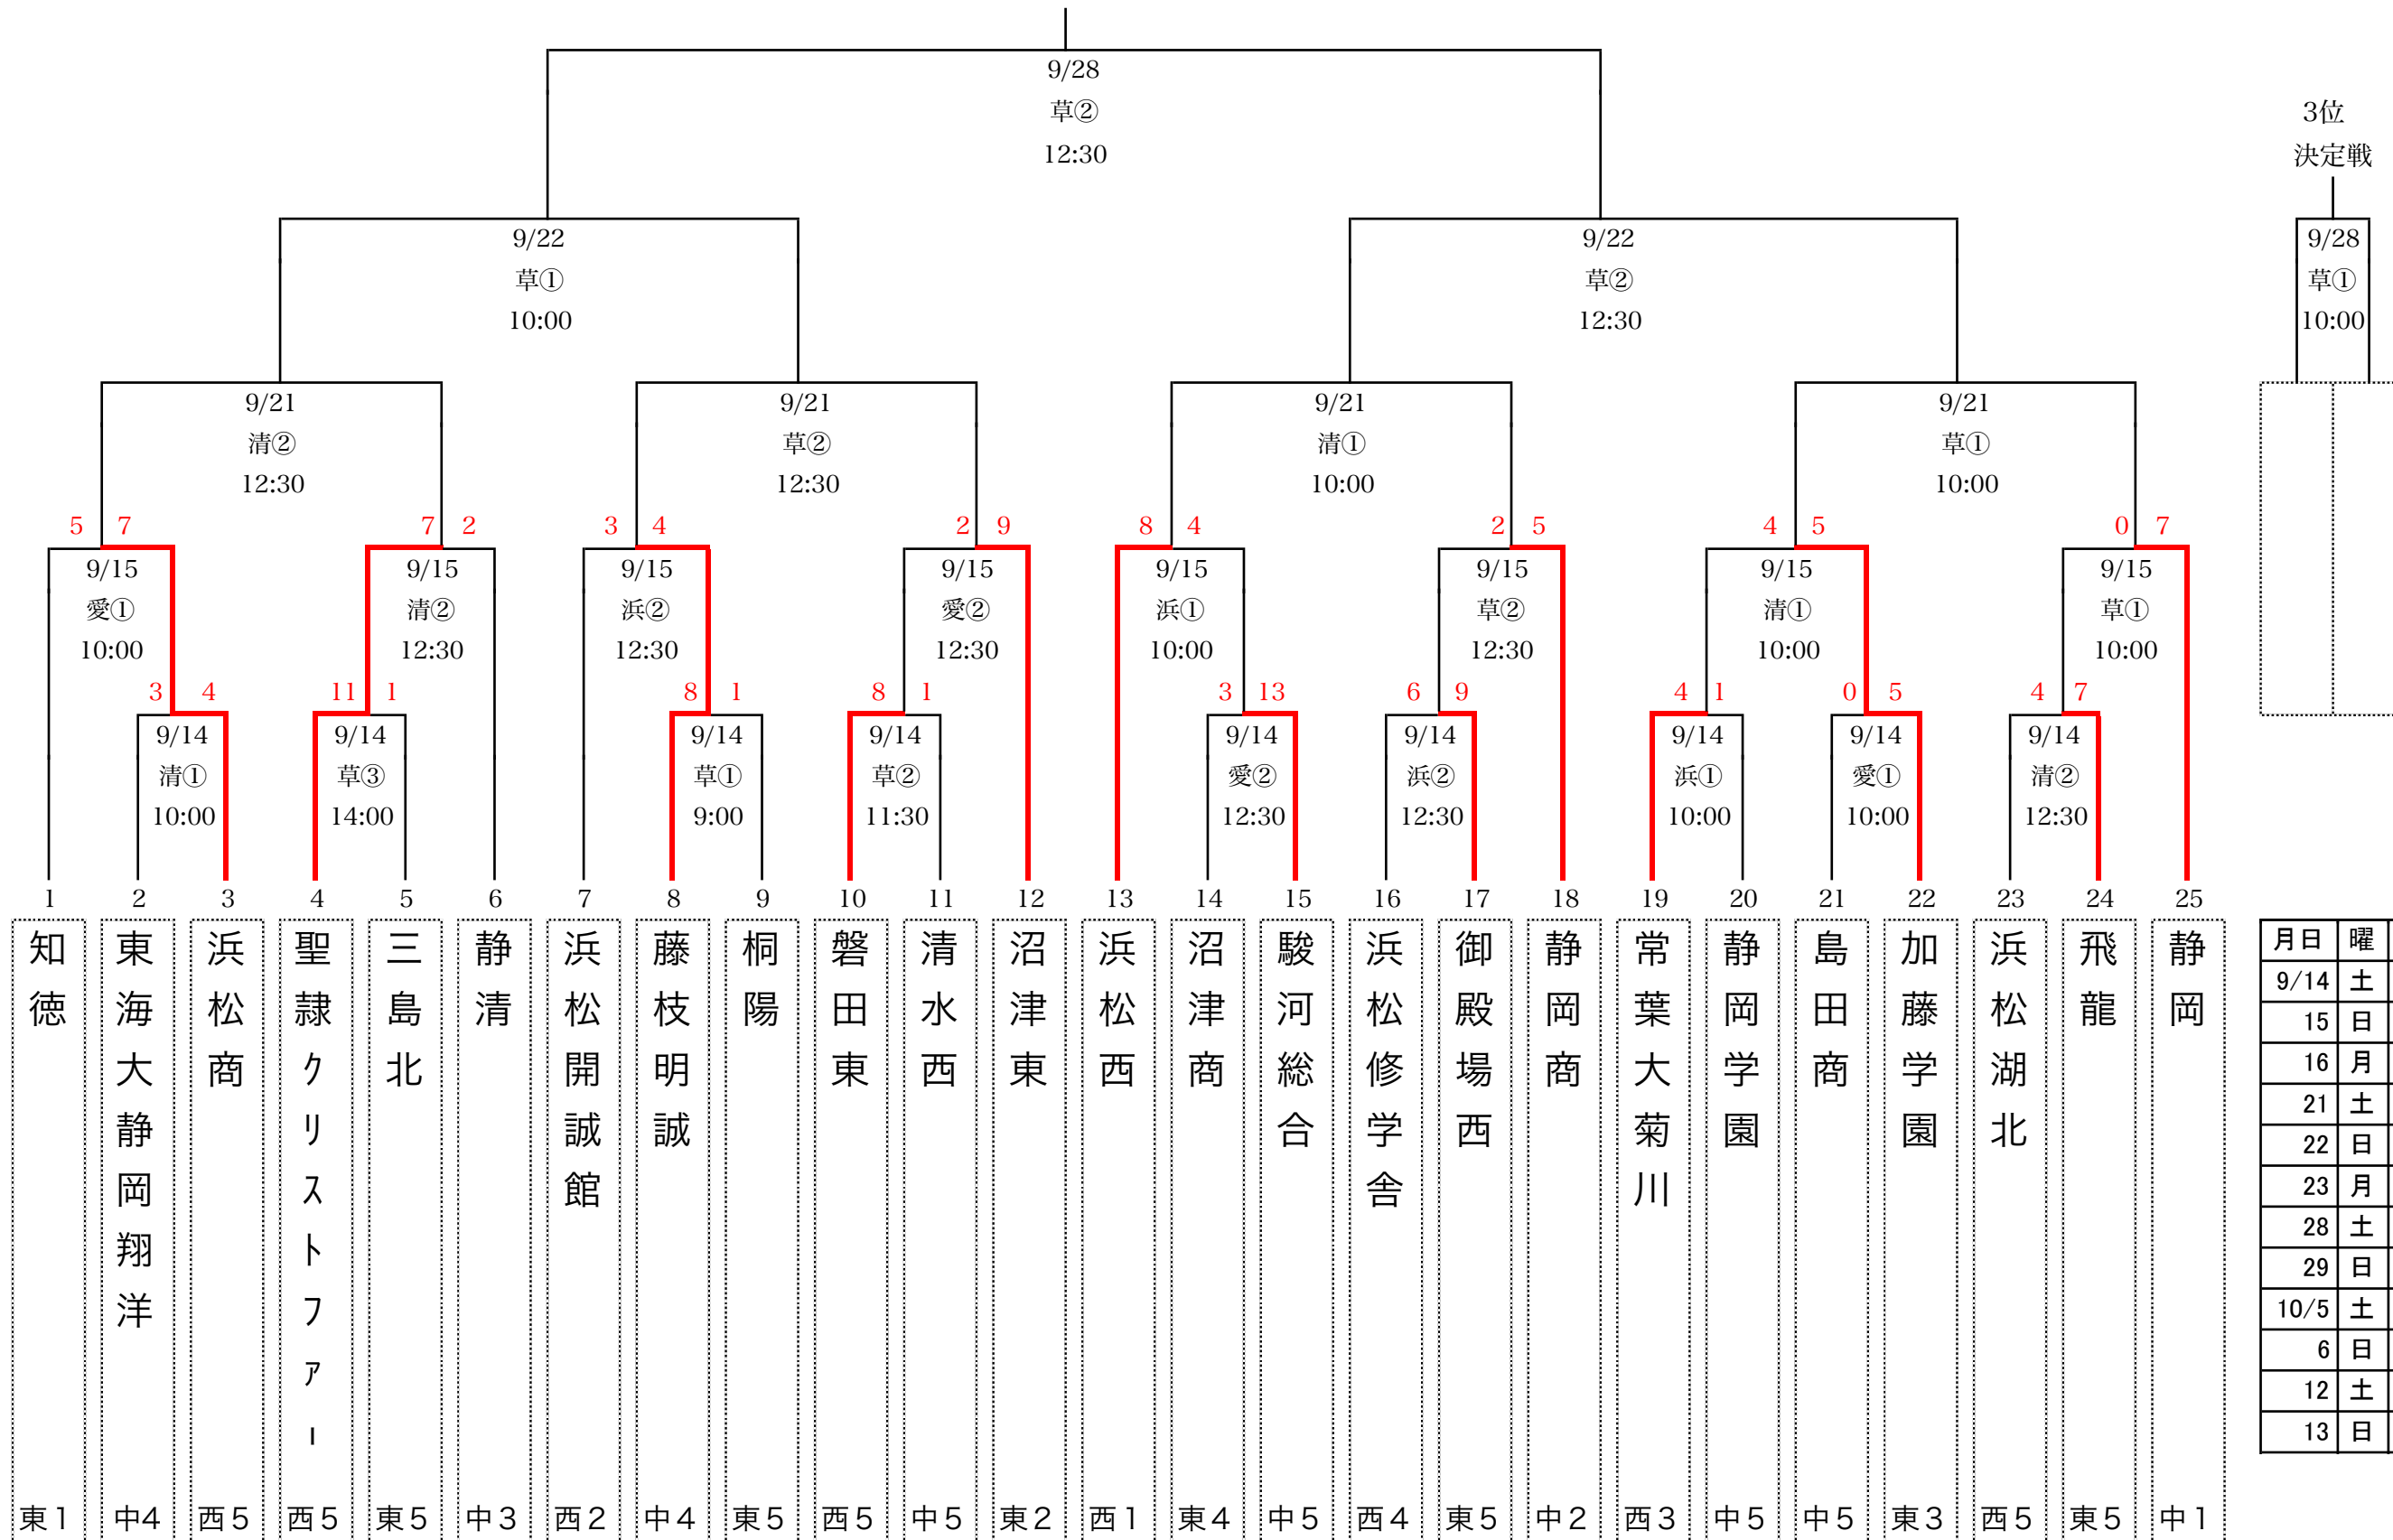 9/28
草②
12:30
3位
決定戦
9/22
草①
10:00
9/22
草②
12:30
9/28
草①
10:00
9/21
清②
12:30
9/21
草②
12:30
9/21
清①
10:00
9/21
草①
10:00
5 7
7 2
3 4
2 9
8 4
2 5
4 5
0 7
9/15
愛①
10:00
9/15
清②
12:30
9/15
浜②
12:30
9/15
愛②
12:30
9/15
浜①
10:00
9/15
草②
12:30
9/15
清①
10:00
9/15
草①
10:00
3 4
11 1
8 1
8 1
3 13
6 9
4 1
0 5
4 7
9/14
清①
10:00
9/14
草③
14:00
9/14
草①
9:00
9/14
草②
11:30
9/14
愛②
12:30
9/14
浜②
12:30
9/14
浜①
10:00
9/14
愛①
10:00
9/14
清②
12:30
1 2 3 4 5 6 7 8 9 10 11 12 13 14 15 16 17 18 19 20 21 22 23 24 25
知徳
東海大静岡翔洋
浜松商
聖隷クリストファー
三島北
静清
浜松開誠館
藤枝明誠
桐陽
磐田東
清水西
沼津東
浜松西
沼津商
駿河総合
浜松修学舎
御殿場西
静岡商
常葉大菊川
静岡学園
島田商
加藤学園
浜松湖北
飛龍
静岡
東1 中4 西5 西5 東5 中3 西2 中4 東5 西5 中5 東2 西1 東4 中5 西4 東5 中2 西3 中5 中5 東3 西5 東5 中1
月日 曜
9/14 土
15 日
16 月
21 土
22 日
23 月
28 土
29 日
10/5 土
6 日
12 土
13 日